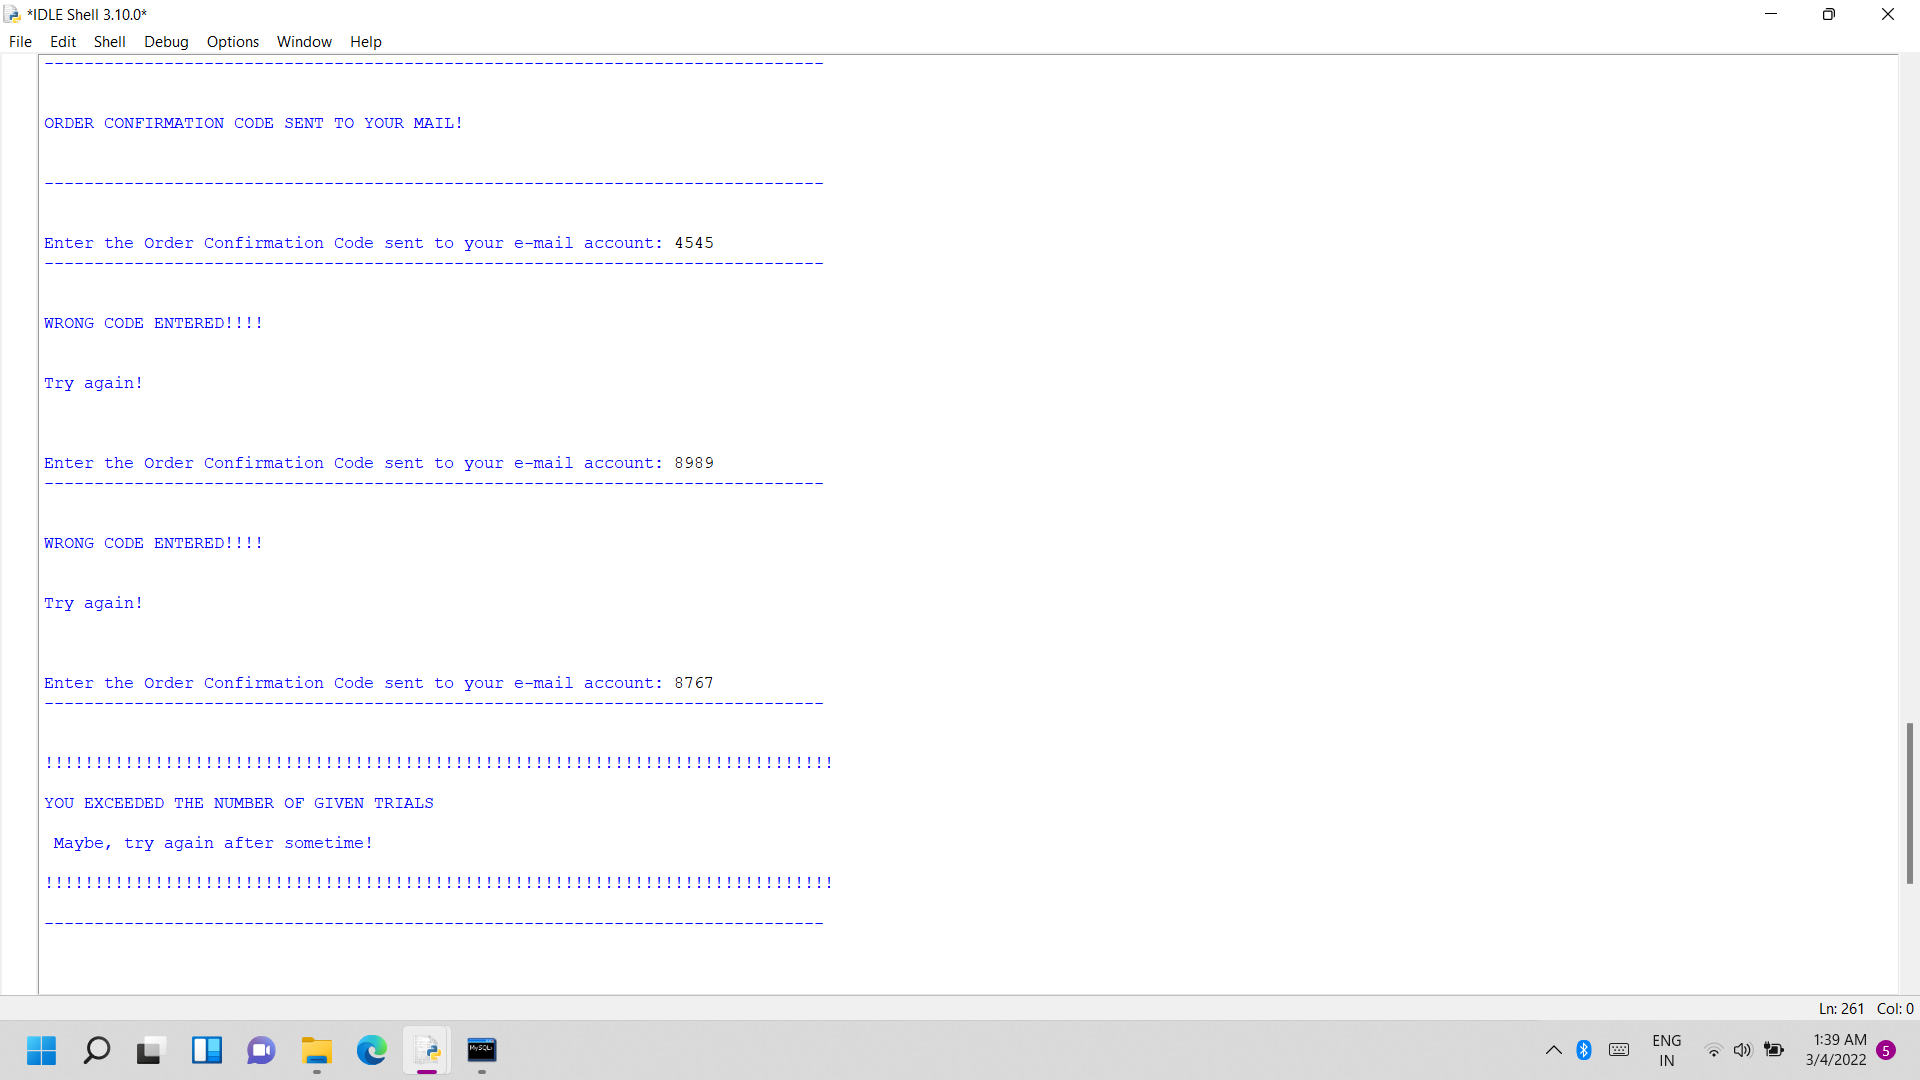 *IDLE Shell 3.10.0*
File Edit Shell Debug Options Window Help
------------------------------------------------------------------------------
ORDER CONFIRMATION CODE SENT TO YOUR MAIL!
------------------------------------------------------------------------------
Enter the Order Confirmation Code sent to your e-mail account: 4545
------------------------------------------------------------------------------
WRONG CODE ENTERED!!!!
Try again!
Enter the Order Confirmation Code sent to your e-mail account: 8989
------------------------------------------------------------------------------
WRONG CODE ENTERED!!!!
Try again!
Enter the Order Confirmation Code sent to your e-mail account: 8767
------------------------------------------------------------------------------
!!!!!!!!!!!!!!!!!!!!!!!!!!!!!!!!!!!!!!!!!!!!!!!!!!!!!!!!!!!!!!!!!!!!!!!!!!!!!!!
YOU EXCEEDED THE NUMBER OF GIVEN TRIALS
Maybe, try again after sometime!
!!!!!!!!!!!!!!!!!!!!!!!!!!!!!!!!!!!!!!!!!!!!!!!!!!!!!!!!!!!!!!!!!!!!!!!!!!!!!!!
------------------------------------------------------------------------------
Ln: 261 Col: 0
MySQL
ENG
IN
1:39 AM
3/4/2022
5